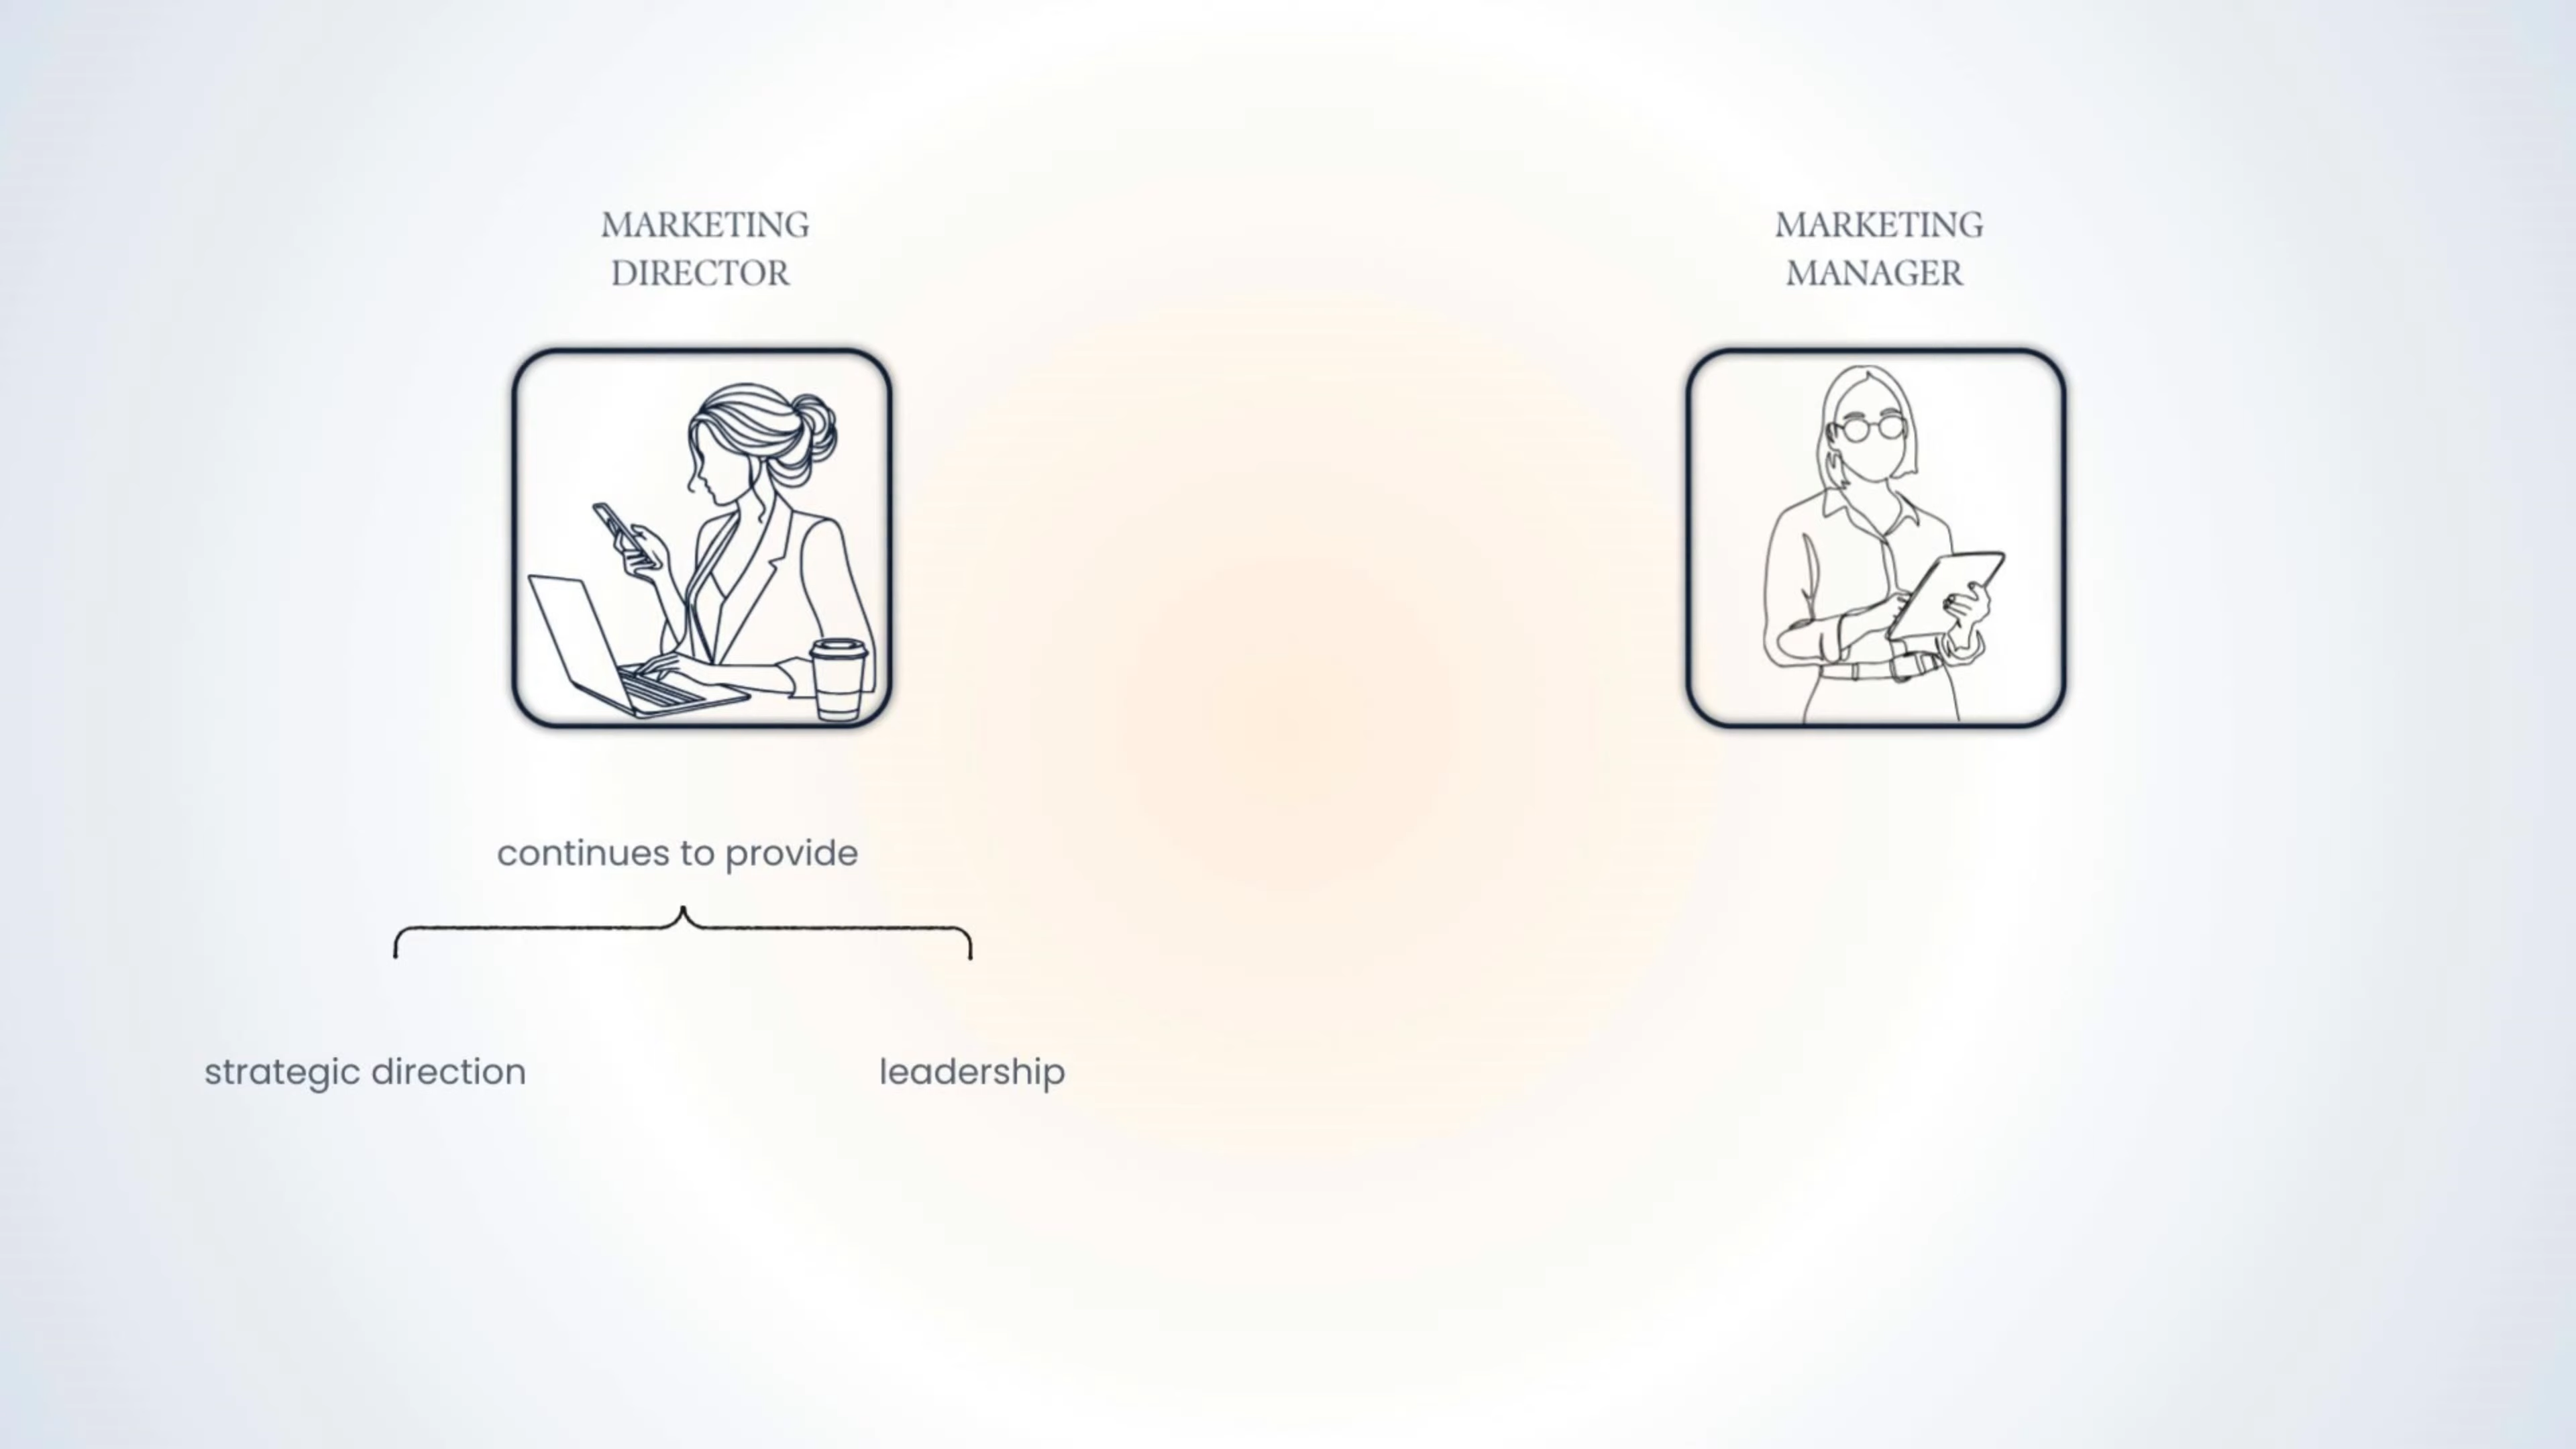 MARKETING
DIRECTOR
MARKETING
MANAGER
continues to provide
strategic direction
leadership